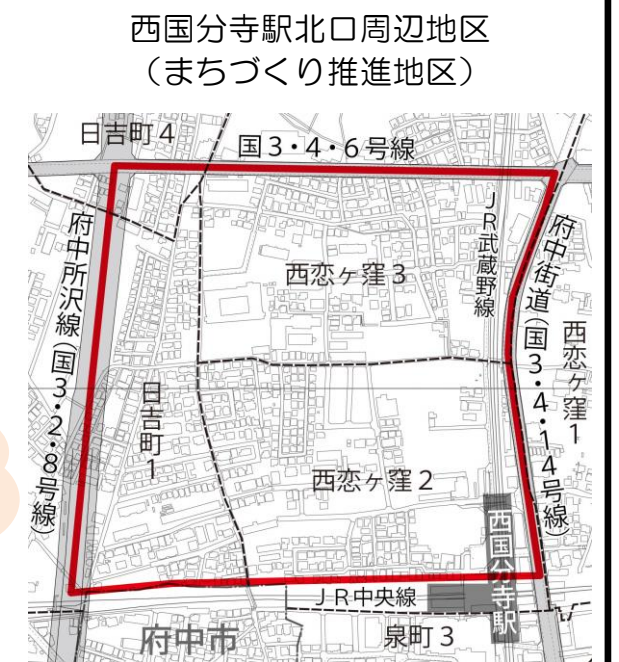 西国分寺駅北口周辺地区
（まちづくり推進地区）
日吉町4
国3・4・6号線
府中所沢線(国3・2・8号線)
西恋ヶ窪3
JR武蔵野線
府中街道(国3・4・14号線)
西恋ヶ窪1
日吉町1
西恋ヶ窪2
西国分寺駅
JR中央線
府中市
泉町3